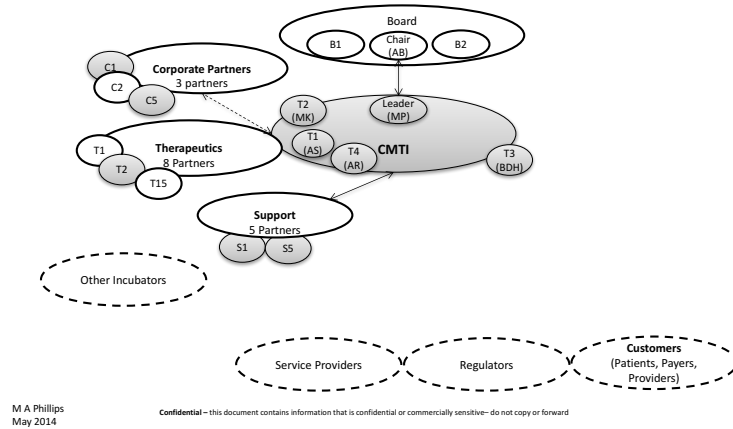 Board
B1
Chair
(AB)
B2
C1
C2
C5
Corporate Partners
3 partners
T2
(MK)
Leader
(MP)
T1
(AS)
T4
(AR)
CMTI
T3
(BDH)
T1
T2
T15
Therapeutics
8 Partners
Support
5 Partners
S1
S5
Other Incubators
Service Providers
Regulators
Customers
(Patients, Payers,
Providers)
M A Phillips
May 2014
Confidential – this document contains information that is confidential or commercially sensitive– do not copy or forward